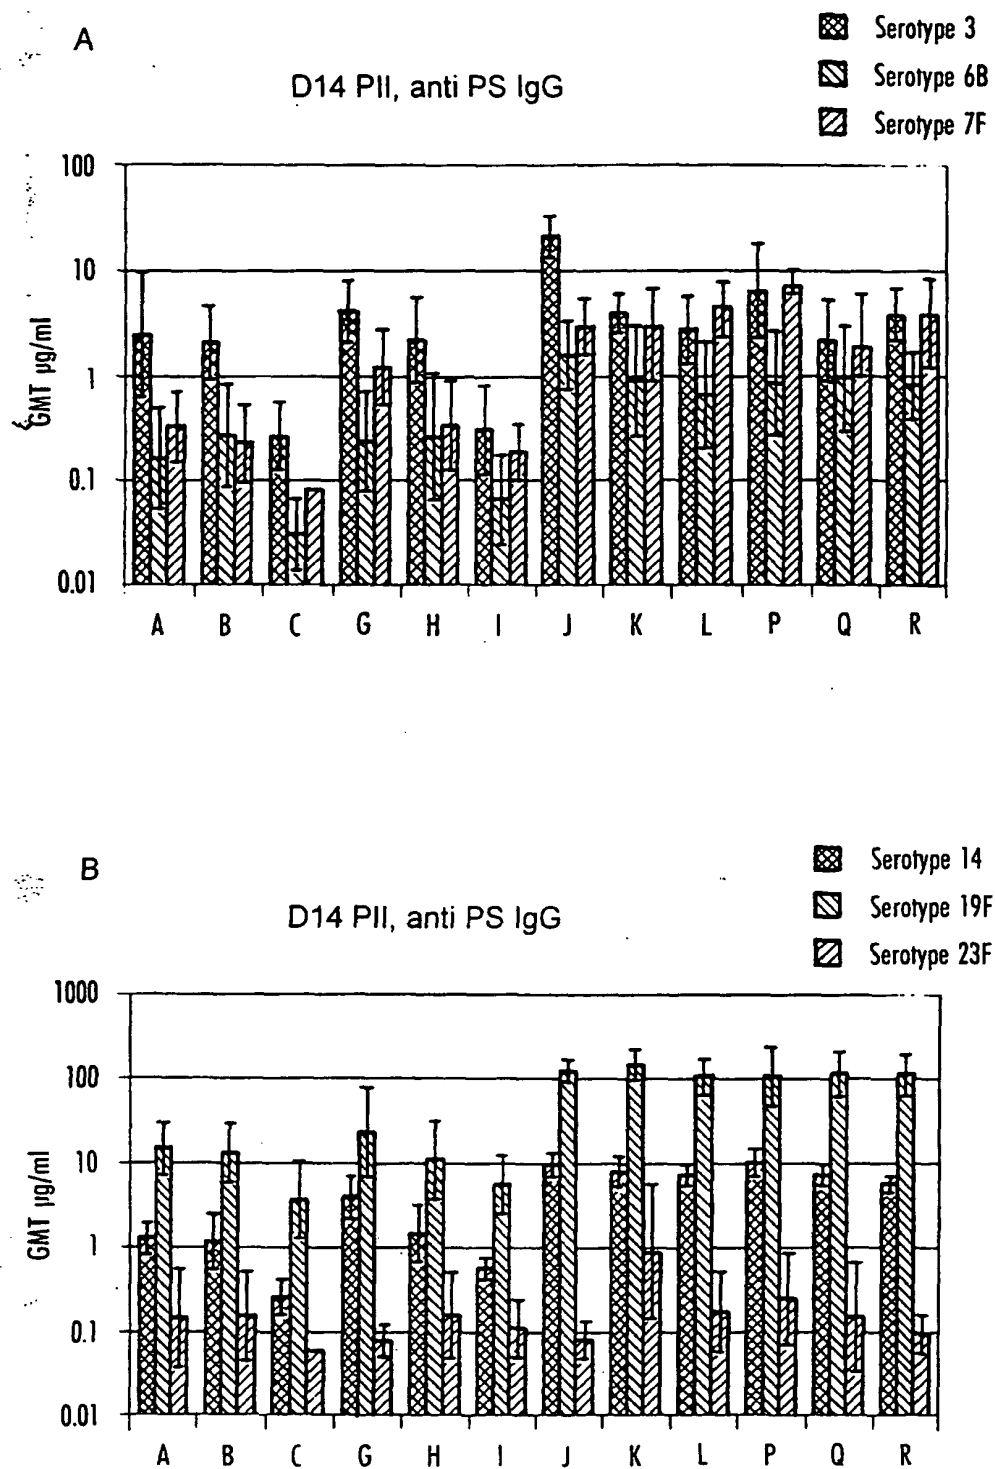 A
Serotype 3
Serotype 6B
Serotype 7F
D14 PII, anti PS IgG
100
10
1
0.1
0.01
GMT µg/ml
A B C G H I J K L P Q R
B
Serotype 14
Serotype 19F
Serotype 23F
D14 PII, anti PS IgG
1000
100
10
1
0.1
0.01
GMT µg/ml
A B C G H I J K L P Q R